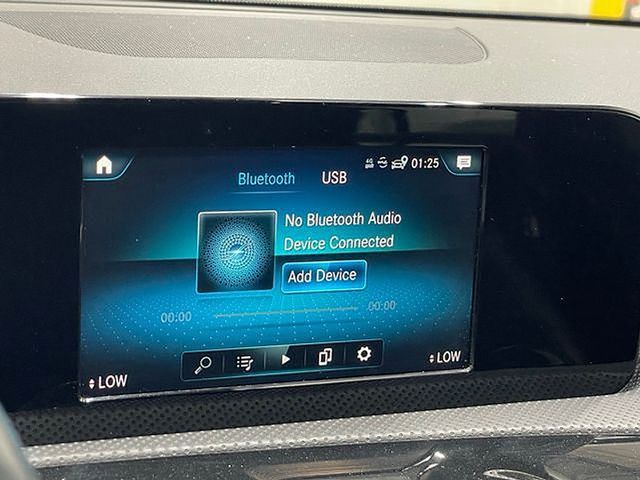 01:25
Bluetooth USB
No Bluetooth Audio
Device Connected
Add Device
00:00 00:00
LOW LOW